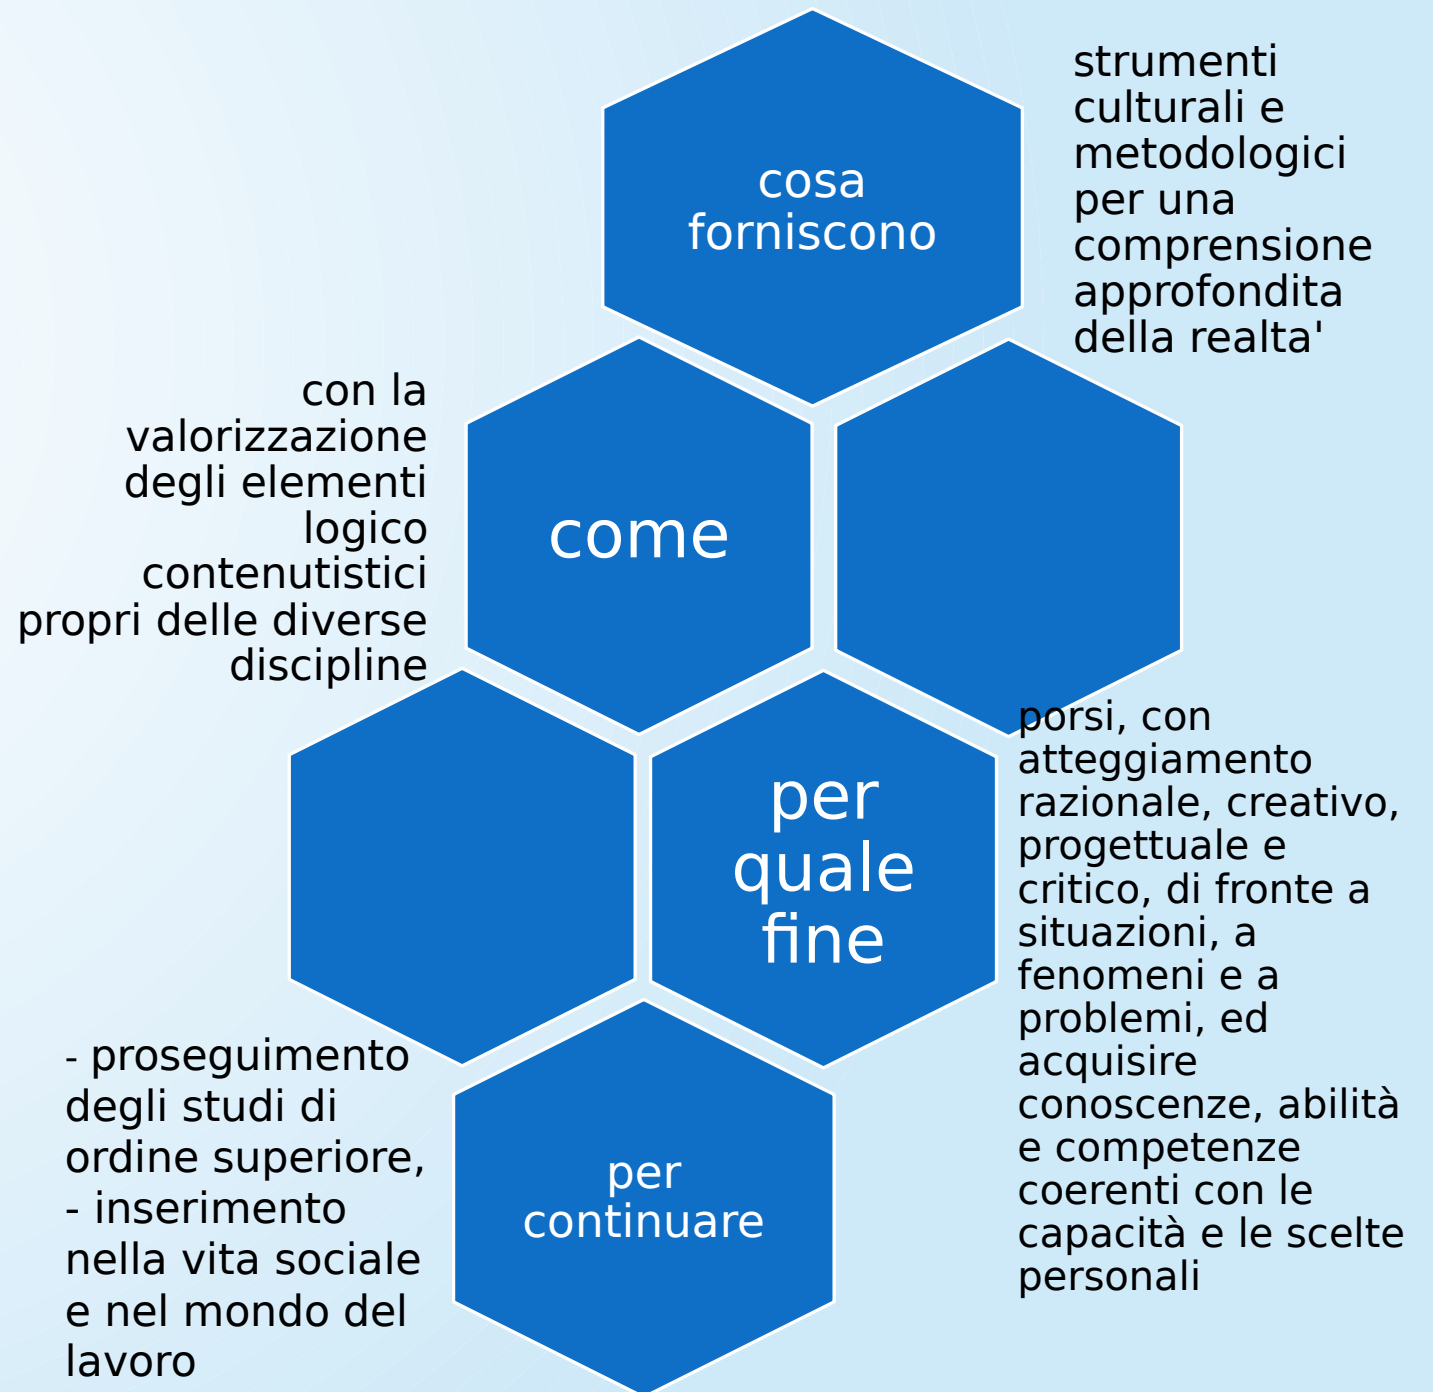 cosa
forniscono
strumenti
culturali e
metodologici
per una
comprensione
approfondita
della realta'
come
con la
valorizzazione
degli elementi
logico
contenutistici
propri delle diverse
discipline
per
quale
fine
porsi, con
atteggiamento
razionale, creativo,
progettuale e
critico, di fronte a
situazioni, a
fenomeni e a
problemi, ed
acquisire
conoscenze, abilità
e competenze
coerenti con le
capacità e le scelte
personali
per
continuare
- proseguimento
degli studi di
ordine superiore,
- inserimento
nella vita sociale
e nel mondo del
lavoro